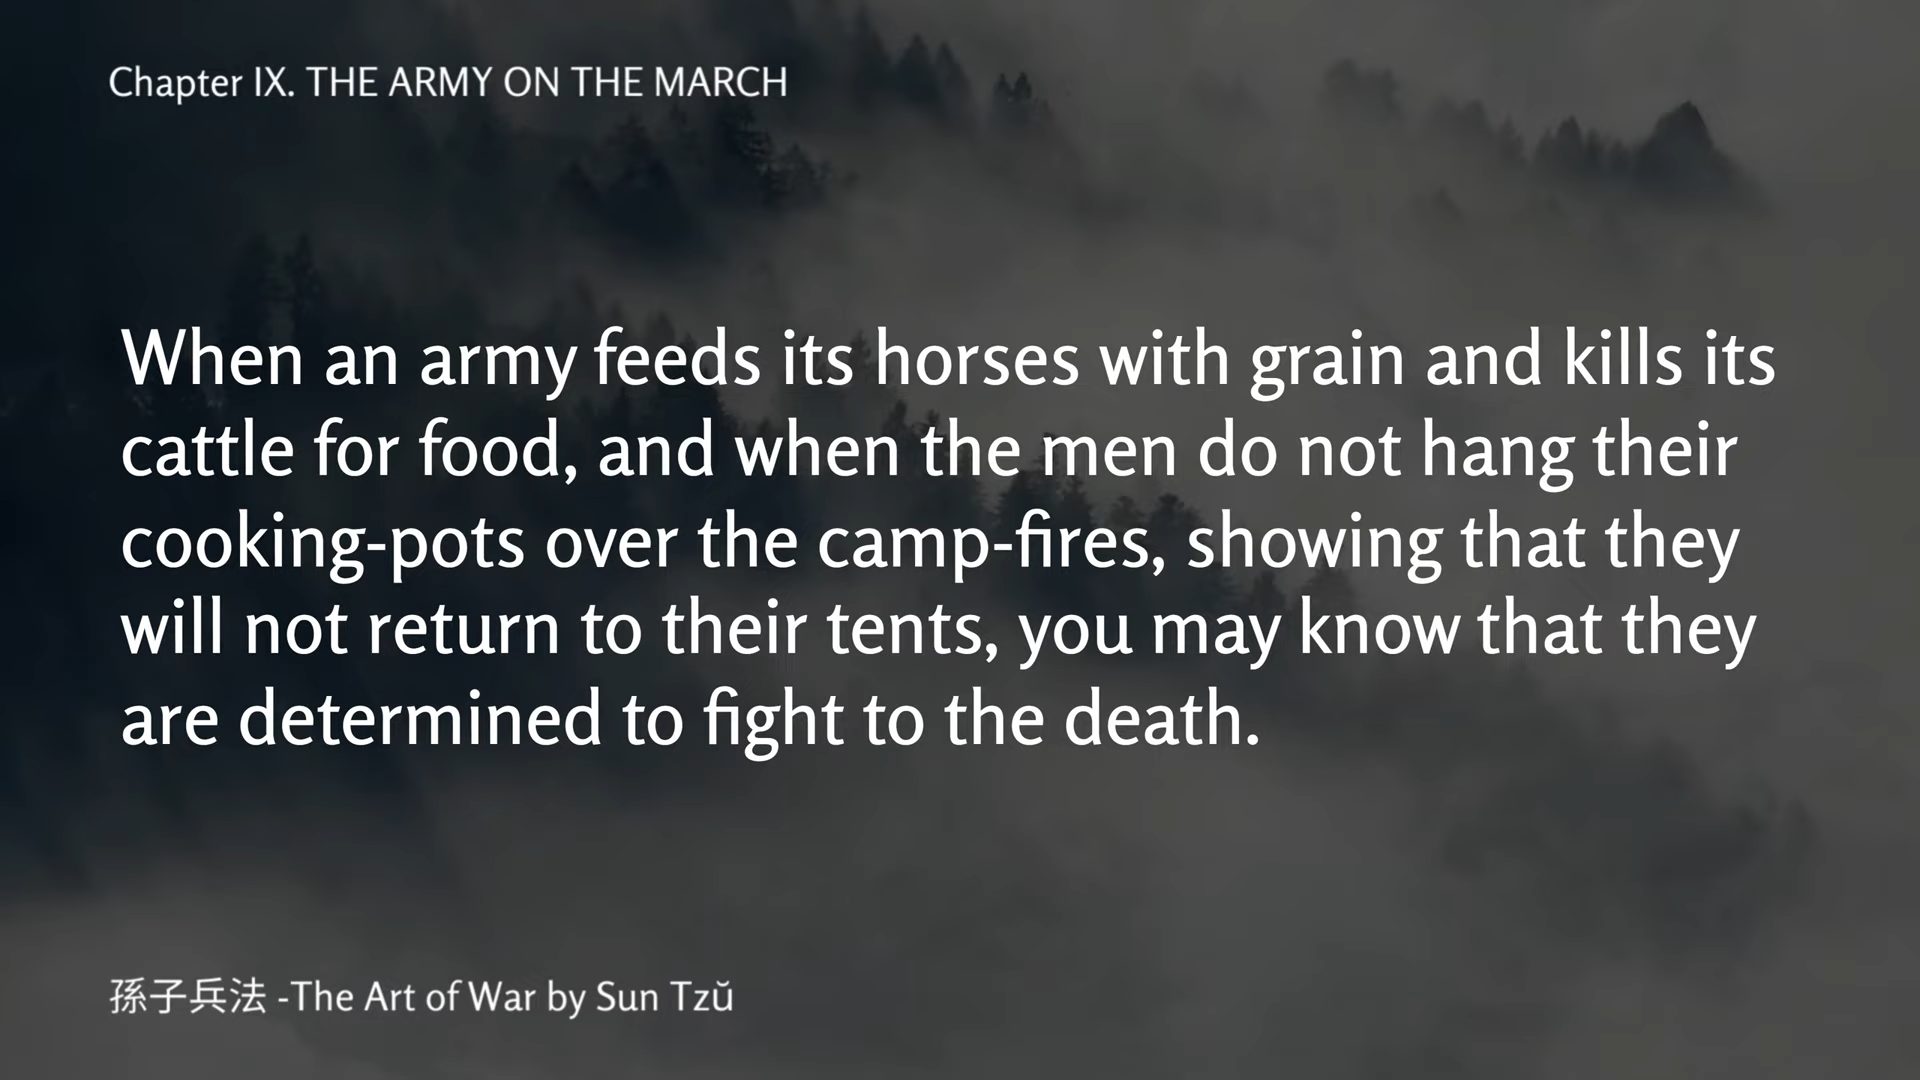 Chapter IX. THE ARMY ON THE MARCH
When an army feeds its horses with grain and kills its
cattle for food, and when the men do not hang their
cooking-pots over the camp-fires, showing that they
will not return to their tents, you may know that they
are determined to fight to the death.
孫子兵法 -The Art of War by Sun Tzŭ